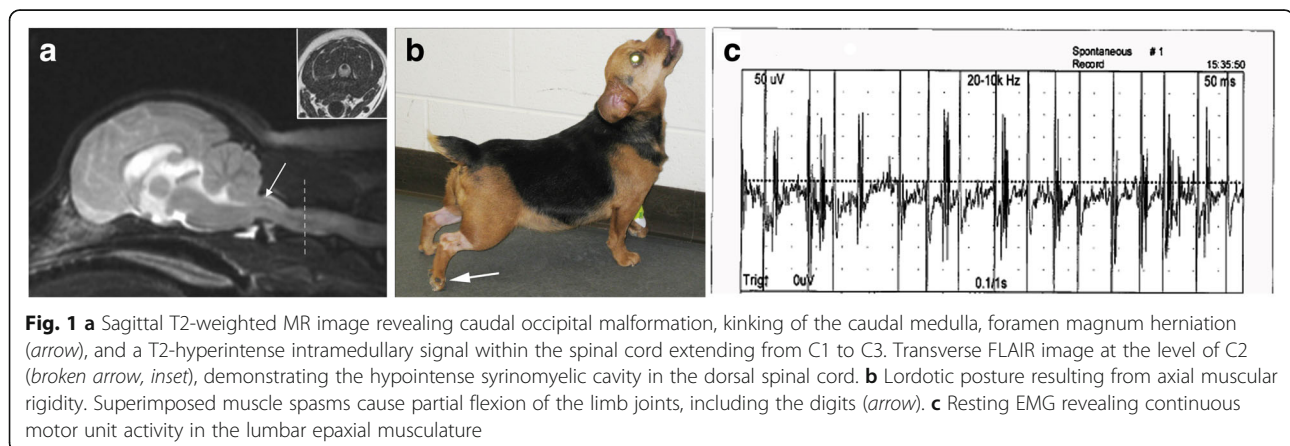 a
b
c
Spontaneous # 1
Record 15:35:50
50 uV 20-10k Hz 50 ms
Trig: 0uV 0.1/1s
Fig. 1 a Sagittal T2-weighted MR image revealing caudal occipital malformation, kinking of the caudal medulla, foramen magnum herniation
(arrow), and a T2-hyperintense intramedullary signal within the spinal cord extending from C1 to C3. Transverse FLAIR image at the level of C2
(broken arrow, inset), demonstrating the hypointense syrinomyelic cavity in the dorsal spinal cord. b Lordotic posture resulting from axial muscular
rigidity. Superimposed muscle spasms cause partial flexion of the limb joints, including the digits (arrow). c Resting EMG revealing continuous
motor unit activity in the lumbar epaxial musculature